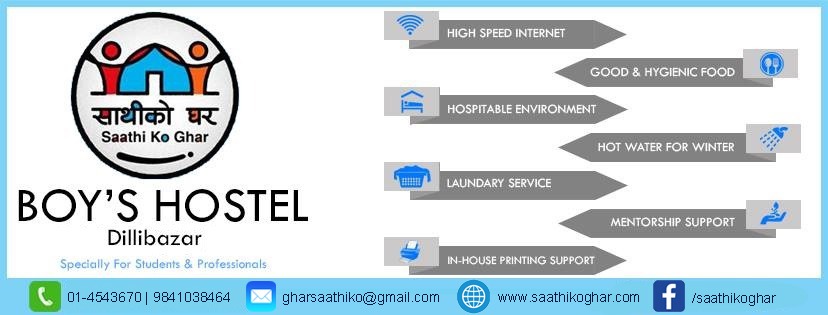 साथीको घर
Saathi Ko Ghar
BOY'S HOSTEL
Dillibazar
Specially For Students & Professionals
HIGH SPEED INTERNET
GOOD & HYGIENIC FOOD
HOSPITABLE ENVIRONMENT
HOT WATER FOR WINTER
LAUNDARY SERVICE
MENTORSHIP SUPPORT
IN-HOUSE PRINTING SUPPORT
01-4543670 | 9841038464 gharsaathiko@gmail.com www.saathikoghar.com /saathikoghar